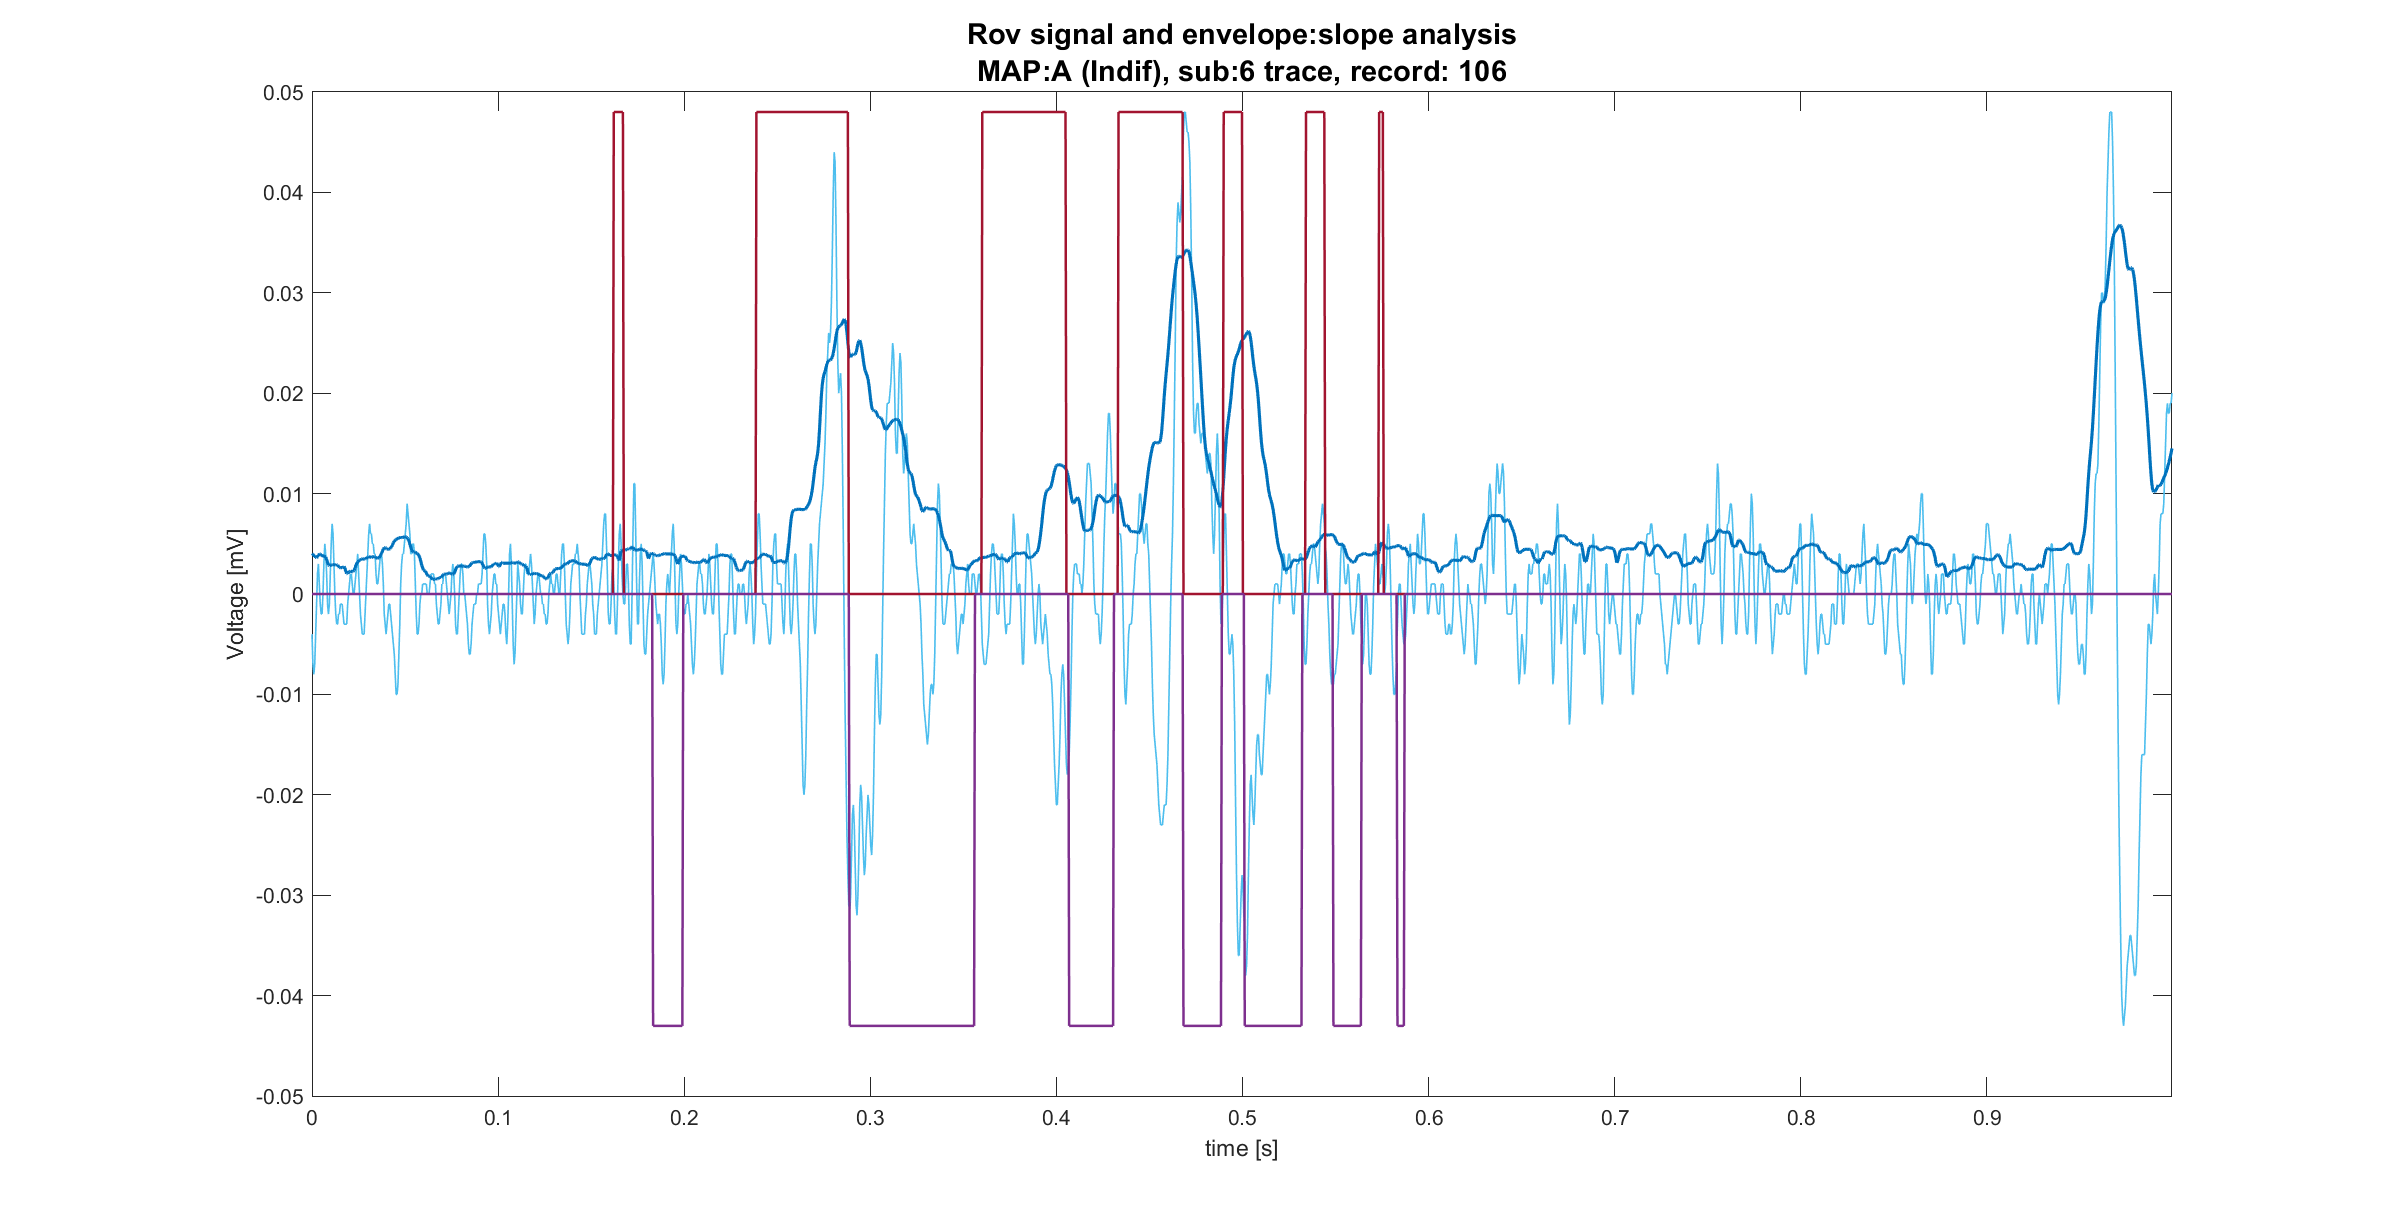 Rov signal and envelope:slope analysis
MAP:A (Indif), sub:6 trace, record: 106
0.05
0.04
0.03
0.02
0.01
0
-0.01
-0.02
-0.03
-0.04
-0.05
Voltage [mV]
0 0.1 0.2 0.3 0.4 0.5 0.6 0.7 0.8 0.9
time [s]